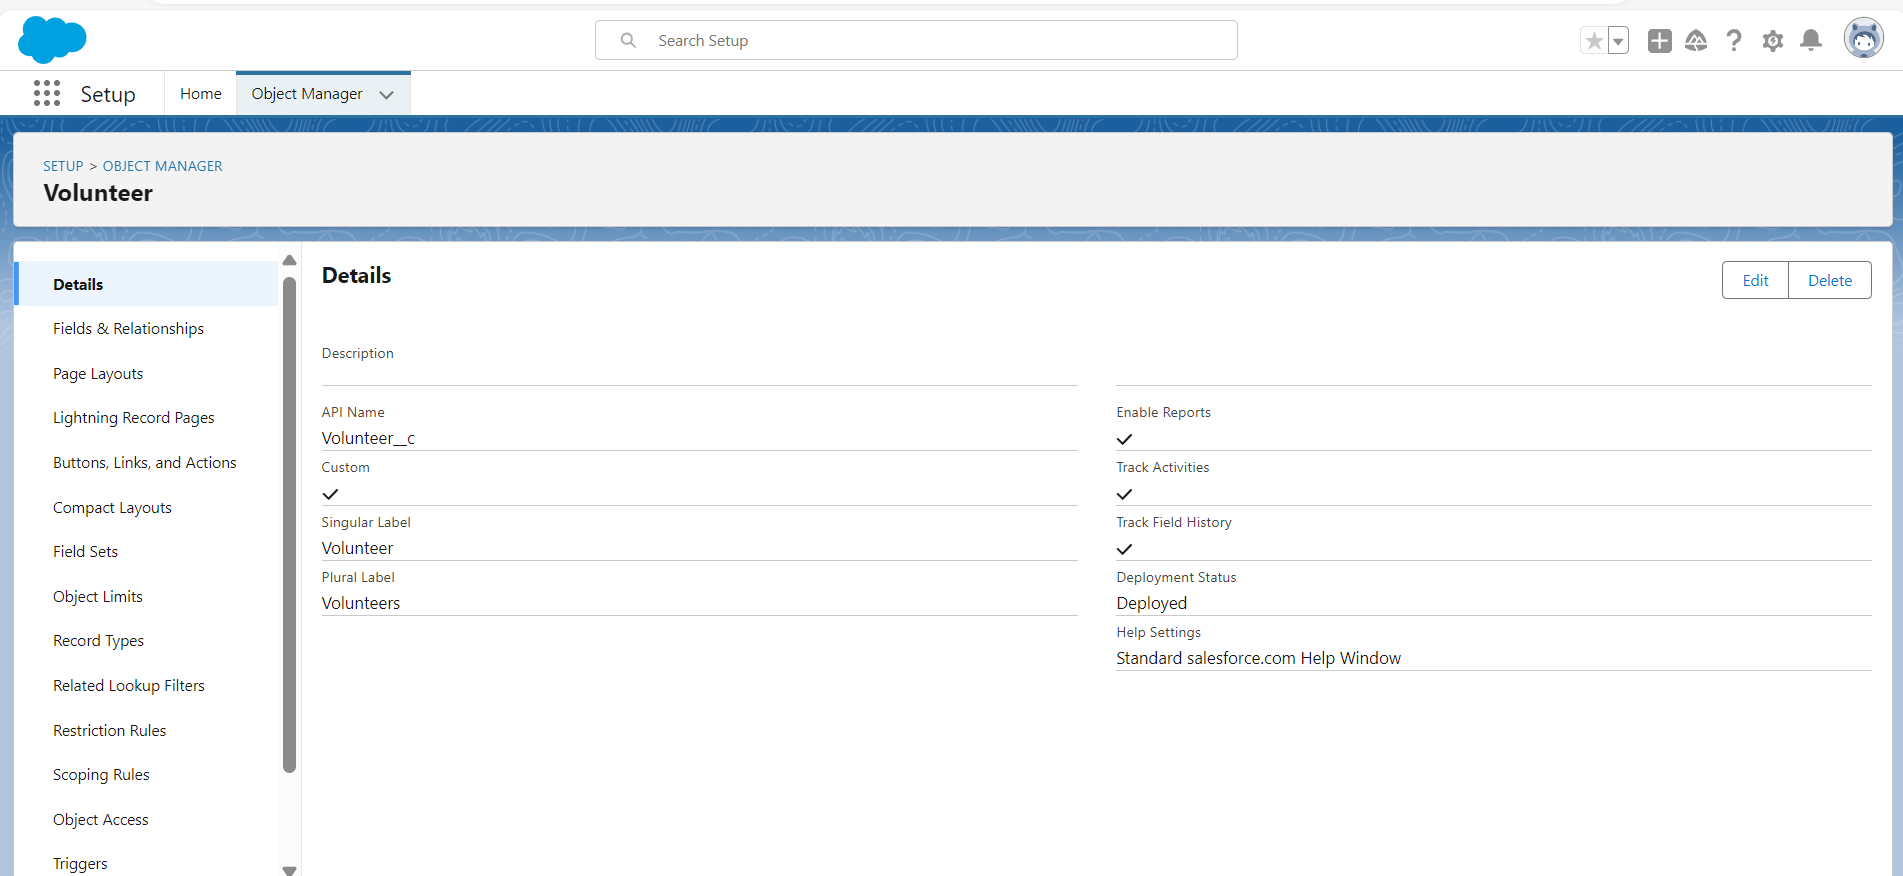 Search Setup
Setup
Home
Object Manager
SETUP > OBJECT MANAGER
Volunteer
Details
Fields & Relationships
Page Layouts
Lightning Record Pages
Buttons, Links, and Actions
Compact Layouts
Field Sets
Object Limits
Record Types
Related Lookup Filters
Restriction Rules
Scoping Rules
Object Access
Triggers
Details
Edit
Delete
Description
API Name
Volunteer__c
Custom
Singular Label
Volunteer
Plural Label
Volunteers
Enable Reports
Track Activities
Track Field History
Deployment Status
Deployed
Help Settings
Standard salesforce.com Help Window